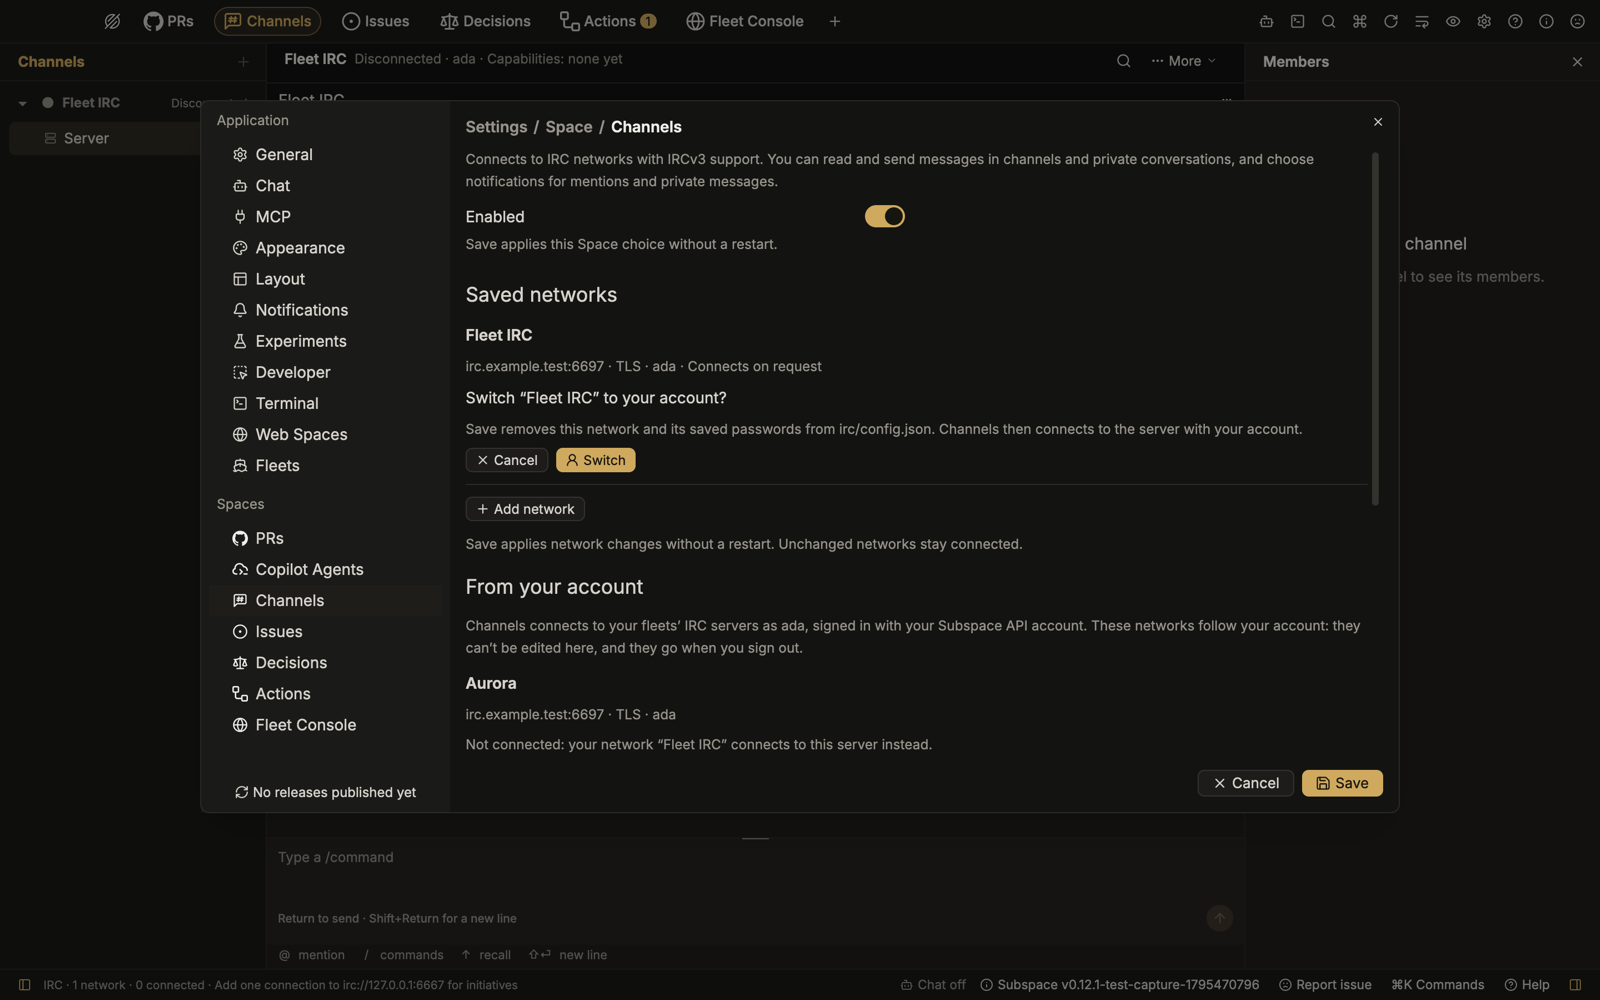 PRs
Channels
Issues
Decisions
Actions 1
Fleet Console
Channels
Fleet IRC
Server
Fleet IRC Disconnected · ada · Capabilities: none yet
More
Members
Fleet IRC
Application
General
Chat
MCP
Appearance
Layout
Notifications
Experiments
Developer
Terminal
Web Spaces
Fleets
Spaces
PRs
Copilot Agents
Channels
Issues
Decisions
Actions
Fleet Console
No releases published yet
Settings / Space / Channels
Connects to IRC networks with IRCv3 support. You can read and send messages in channels and private conversations, and choose
notifications for mentions and private messages.
Enabled
Save applies this Space choice without a restart.
Saved networks
Fleet IRC
irc.example.test:6697 · TLS · ada · Connects on request
Switch “Fleet IRC” to your account?
Save removes this network and its saved passwords from irc/config.json. Channels then connects to the server with your account.
Cancel
Switch
+ Add network
Save applies network changes without a restart. Unchanged networks stay connected.
From your account
Channels connects to your fleets’ IRC servers as ada, signed in with your Subspace API account. These networks follow your account: they
can’t be edited here, and they go when you sign out.
Aurora
irc.example.test:6697 · TLS · ada
Not connected: your network “Fleet IRC” connects to this server instead.
Cancel
Save
channel
to see its members.
Type a /command
Return to send · Shift+Return for a new line
@ mention / commands ↑ recall ⇧⏎ new line
IRC · 1 network · 0 connected · Add one connection to irc://127.0.0.1:6667 for initiatives
Chat off
Subspace v0.12.1-test-capture-1795470796
Report issue
⌘K Commands
Help